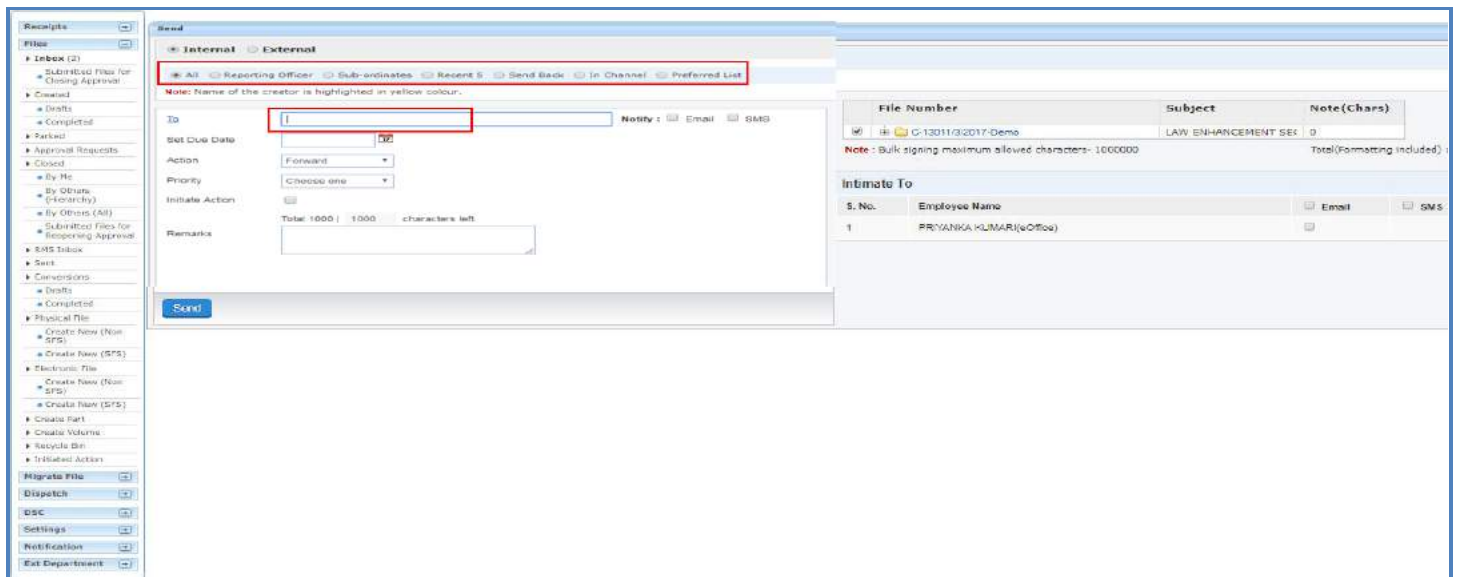 Receipts
Files
Inbox (2)
Submitted Files for
Closing Approval
Created
Drafts
Completed
Parked
Approval Requests
Closed
By Me
By Others
(Hierarchy)
By Others (All)
Submitted Files for
Reopening Approval
SMS Inbox
Sent
Conversions
Drafts
Completed
Physical File
Create New (Non
SFS)
Create New (SFS)
Electronic File
Create New (Non
SFS)
Create New (SFS)
Create Part
Create Volume
Recycle Bin
Initiated Action
Migrate File
Dispatch
DSC
Settings
Notification
Ext Department
Send
Internal External
All Reporting Officer Sub-ordinates Recent 5 Send Back In Channel Preferred List
Note: Name of the creator is highlighted in yellow colour.
To Notify : Email SMS
Set Due Date
Action Forward
Priority Choose one
Initiate Action
Total 1000 | 1000 characters left
Remarks
Send
File Number Subject Note(Chars)
G-13011/3/2017-Demo LAW ENHANCEMENT SEC 0
Note : Bulk signing maximum allowed characters- 1000000 Total(Formatting included) :
Intimate To
S. No. Employee Name Email SMS
1 PRIYANKA KUMARI(eOffice)